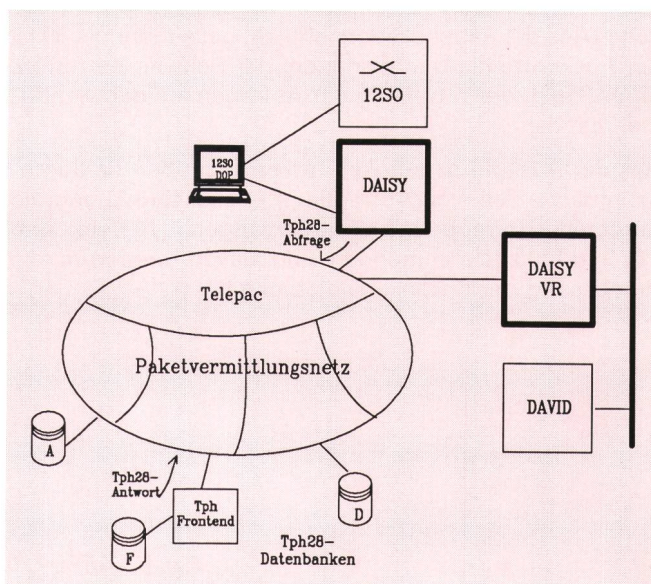 12SO
12SO
DOP
DAISY
Tph28-
Abfrage
Telepac
DAISY
VR
Paketvermittlungsnetz
DAVID
A
Tph28-
Antwort
Tph
Frontend
D
F
Tph28-
Datenbanken